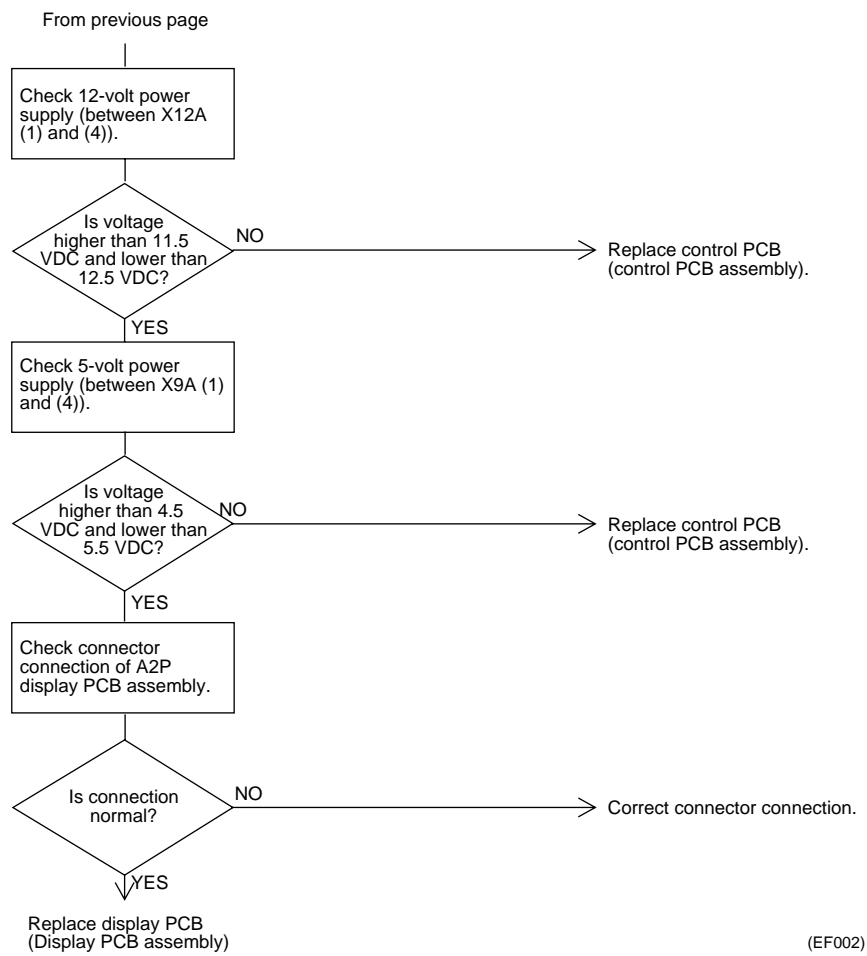 From previous page
Check 12-volt power
supply (between X12A
(1) and (4)).
Is voltage
higher than 11.5
VDC and lower than
12.5 VDC?
NO
Replace control PCB
(control PCB assembly).
YES
Check 5-volt power
supply (between X9A (1)
and (4)).
Is voltage
higher than 4.5
VDC and lower than
5.5 VDC?
NO
Replace control PCB
(control PCB assembly).
YES
Check connector
connection of A2P
display PCB assembly.
Is connection
normal?
NO
Correct connector connection.
YES
Replace display PCB
(Display PCB assembly)
(EF002)